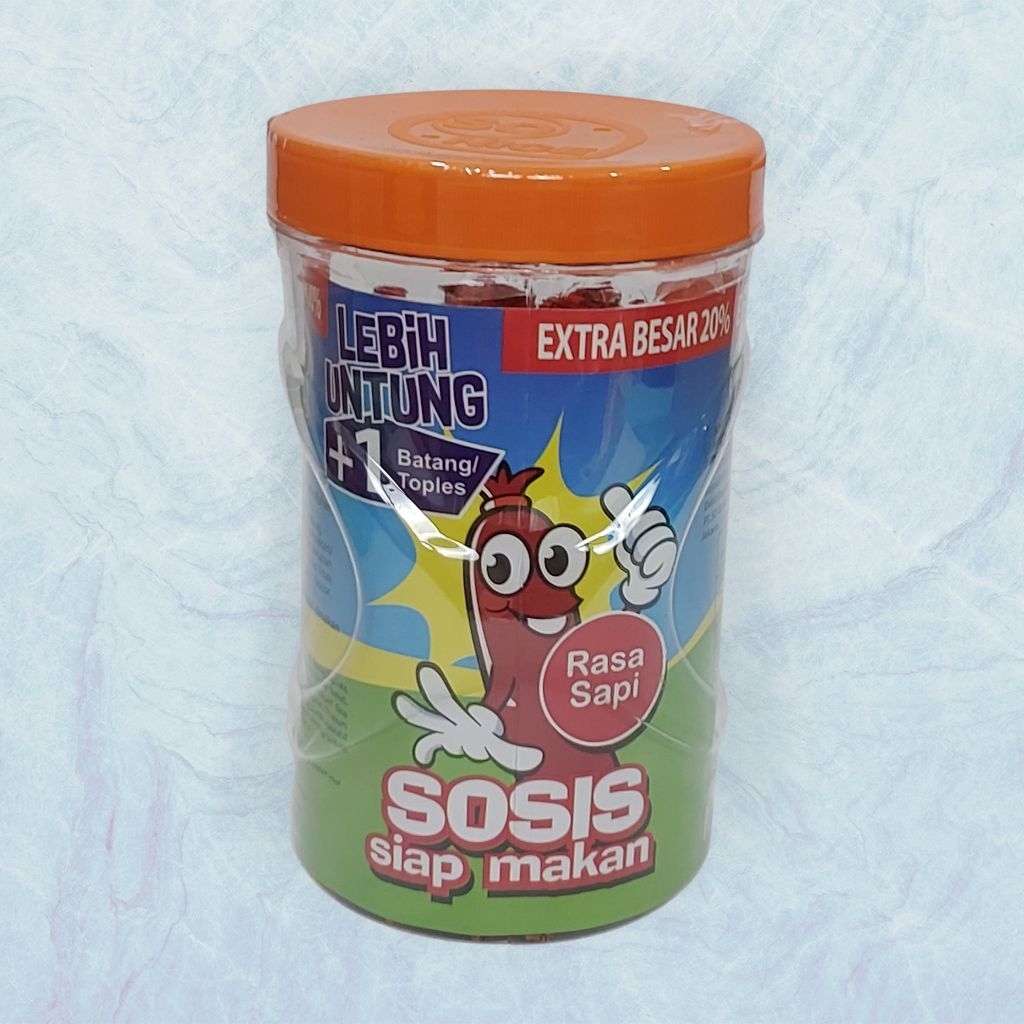 LEBiH
UNTUNG
+1 Batang/
Toples
EXTRA BESAR 20%
Rasa
Sapi
SOSIS
siap makan